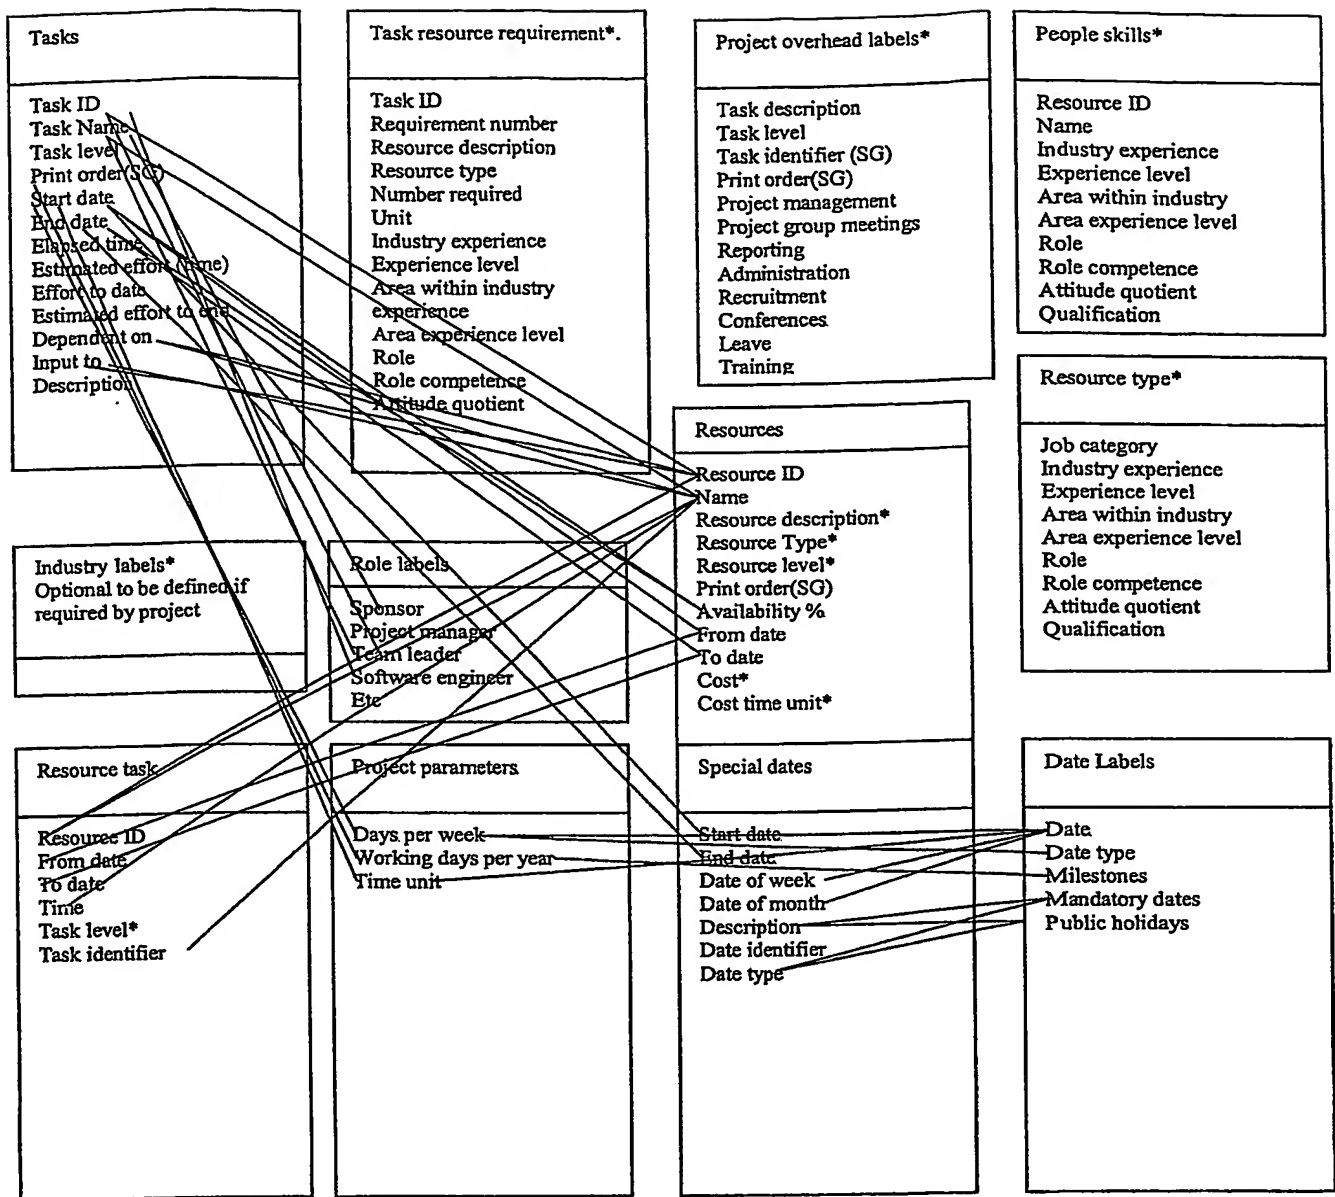 Tasks
Task ID
Task Name
Task level
Print order(SG)
Start date
End date
Elapsed time
Estimated effort (time)
Effort to date
Estimated effort to end
Dependent on
Input to
Description
Task resource requirement*.
Task ID
Requirement number
Resource description
Resource type
Number required
Unit
Industry experience
Experience level
Area within industry
experience
Area experience level
Role
Role competence
Attitude quotient
Project overhead labels*
Task description
Task level
Task identifier (SG)
Print order(SG)
Project management
Project group meetings
Reporting
Administration
Recruitment
Conferences
Leave
Training
People skills*
Resource ID
Name
Industry experience
Experience level
Area within industry
Area experience level
Role
Role competence
Attitude quotient
Qualification
Resource type*
Job category
Industry experience
Experience level
Area within industry
Area experience level
Role
Role competence
Attitude quotient
Qualification
Resources
Resource ID
Name
Resource description*
Resource Type*
Resource level*
Print order(SG)
Availability %
From date
To date
Cost*
Cost time unit*
Industry labels*
Optional to be defined if
required by project
Role labels
Sponsor
Project manager
Team leader
Software engineer
Etc
Resource task
Resource ID
From date
To date
Time
Task level*
Task identifier
Project parameters
Days per week
Working days per year
Time unit
Special dates
Start date
End date
Date of week
Date of month
Description
Date identifier
Date type
Date Labels
Date
Date type
Milestones
Mandatory dates
Public holidays